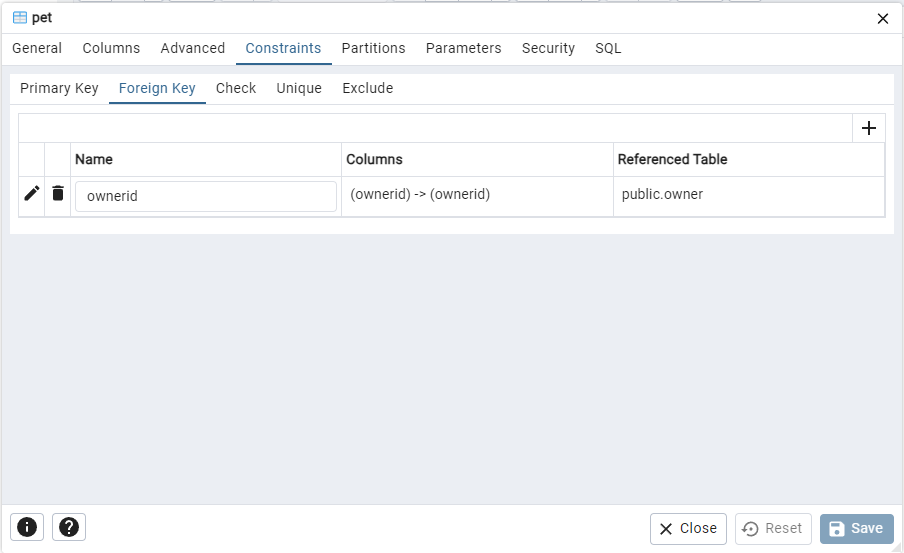 pet
General Columns Advanced Constraints Partitions Parameters Security SQL
Primary Key Foreign Key Check Unique Exclude
Name Columns Referenced Table
ownerid (ownerid) -> (ownerid) public.owner
Close Reset Save